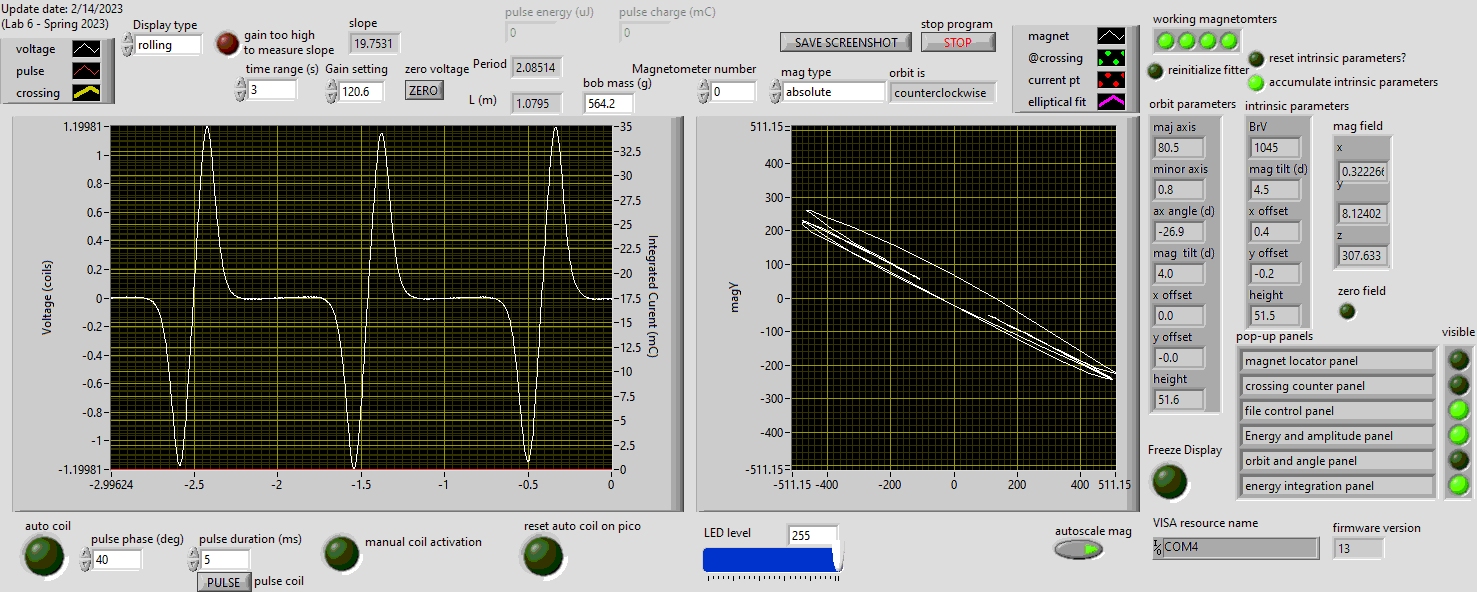 Update date: 2/14/2023
(Lab 6 - Spring 2023)
voltage
pulse
crossing
Display type
rolling
gain too high
to measure slope
slope
19.7531
time range (s)
3
Gain setting
120.6
zero voltage
ZERO
pulse energy (uJ)
0
pulse charge (mC)
0
Period
2.08514
L (m)
1.0795
bob mass (g)
564.2
SAVE SCREENSHOT
stop program
STOP
Magnetometer number
0
mag type
absolute
orbit is
counterclockwise
magnet
@crossing
current pt
elliptical fit
working magnetomters
reinitialize fitter
reset intrinsic parameters?
accumulate intrinsic parameters
orbit parameters
maj axis
80.5
minor axis
0.8
ax angle (d)
-26.9
mag tilt (d)
4.0
x offset
0.0
y offset
-0.0
height
51.6
intrinsic parameters
BrV
1045
mag tilt (d)
4.5
x offset
0.4
y offset
-0.2
height
51.5
mag field
x
0.32226
y
8.12402
z
307.633
zero field
1.19981
1
0.8
0.6
0.4
0.2
0
-0.2
-0.4
-0.6
-0.8
-1
-1.19981
Voltage (coils)
-2.99624
-2.5
-2
-1.5
-1
-0.5
0
35
32.5
30
27.5
25
22.5
20
17.5
15
12.5
10
7.5
5
2.5
0
Integrated Current (mC)
511.15
400
300
200
100
0
-100
-200
-300
-400
-511.15
magY
-511.15
-400
-200
0
200
400
511.15
pop-up panels
visible
magnet locator panel
crossing counter panel
file control panel
Energy and amplitude panel
orbit and angle panel
energy integration panel
Freeze Display
auto coil
pulse phase (deg)
40
pulse duration (ms)
5
PULSE
pulse coil
manual coil activation
reset auto coil on pico
LED level
255
autoscale mag
VISA resource name
COM4
firmware version
13